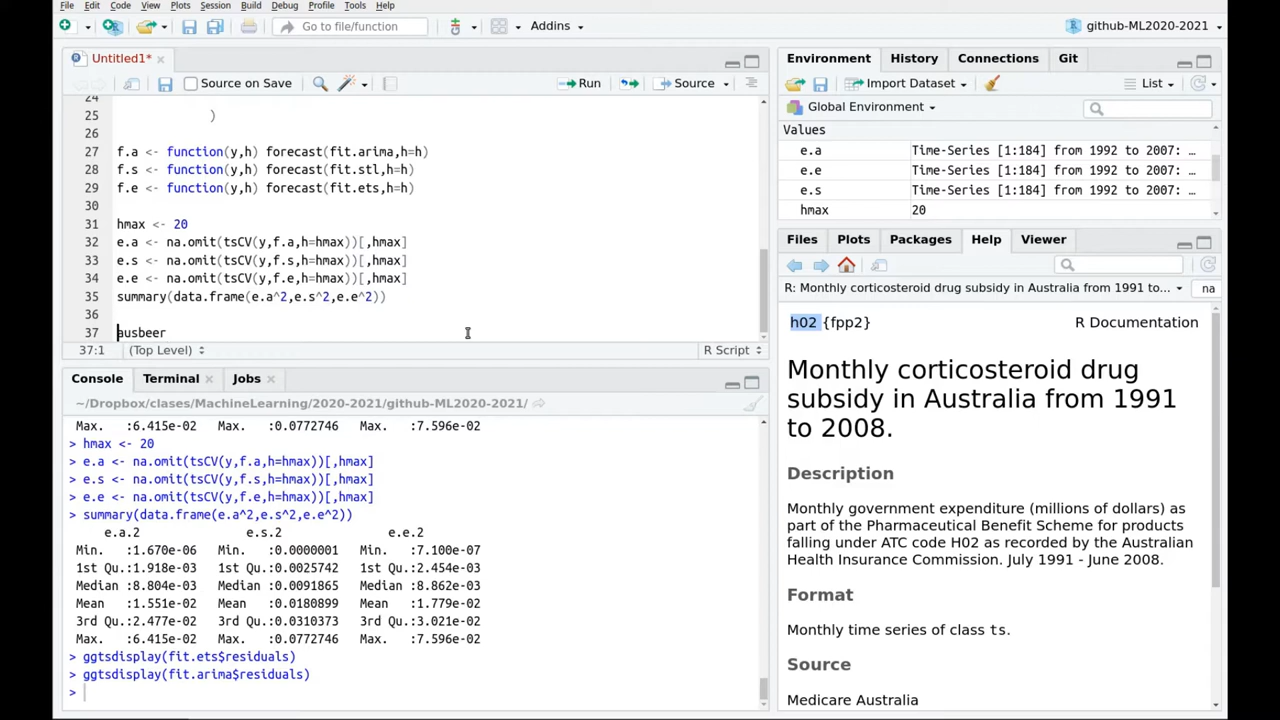 File Edit Code View Plots Session Build Debug Profile Tools Help
Go to file/function Addins github-ML2020-2021
Untitled1*
Source on Save Run Source
24
25 )
26
27 f.a <- function(y,h) forecast(fit.arima,h=h)
28 f.s <- function(y,h) forecast(fit.stl,h=h)
29 f.e <- function(y,h) forecast(fit.ets,h=h)
30
31 hmax <- 20
32 e.a <- na.omit(tsCV(y,f.a,h=hmax))[,hmax]
33 e.s <- na.omit(tsCV(y,f.s,h=hmax))[,hmax]
34 e.e <- na.omit(tsCV(y,f.e,h=hmax))[,hmax]
35 summary(data.frame(e.a^2,e.s^2,e.e^2))
36
37 ausbeer
37:1 (Top Level) R Script
Console Terminal Jobs
~/Dropbox/clases/MachineLearning/2020-2021/github-ML2020-2021/
Max. :6.415e-02 Max. :0.0772746 Max. :7.596e-02
> hmax <- 20
> e.a <- na.omit(tsCV(y,f.a,h=hmax))[,hmax]
> e.s <- na.omit(tsCV(y,f.s,h=hmax))[,hmax]
> e.e <- na.omit(tsCV(y,f.e,h=hmax))[,hmax]
> summary(data.frame(e.a^2,e.s^2,e.e^2))
e.a.2 e.s.2 e.e.2
Min. :1.670e-06 Min. :0.0000001 Min. :7.100e-07
1st Qu.:1.918e-03 1st Qu.:0.0025742 1st Qu.:2.454e-03
Median :8.804e-03 Median :0.0091865 Median :8.862e-03
Mean :1.551e-02 Mean :0.0180899 Mean :1.779e-02
3rd Qu.:2.477e-02 3rd Qu.:0.0310373 3rd Qu.:3.021e-02
Max. :6.415e-02 Max. :0.0772746 Max. :7.596e-02
> ggtsdisplay(fit.ets$residuals)
> ggtsdisplay(fit.arima$residuals)
>
Environment History Connections Git
Import Dataset List
Global Environment
Values
e.a Time-Series [1:184] from 1992 to 2007: …
e.e Time-Series [1:184] from 1992 to 2007: …
e.s Time-Series [1:184] from 1992 to 2007: …
hmax 20
Files Plots Packages Help Viewer
R: Monthly corticosteroid drug subsidy in Australia from 1991 to... na
h02 {fpp2} R Documentation
Monthly corticosteroid drug
subsidy in Australia from 1991
to 2008.
Description
Monthly government expenditure (millions of dollars) as
part of the Pharmaceutical Benefit Scheme for products
falling under ATC code H02 as recorded by the Australian
Health Insurance Commission. July 1991 - June 2008.
Format
Monthly time series of class ts.
Source
Medicare Australia